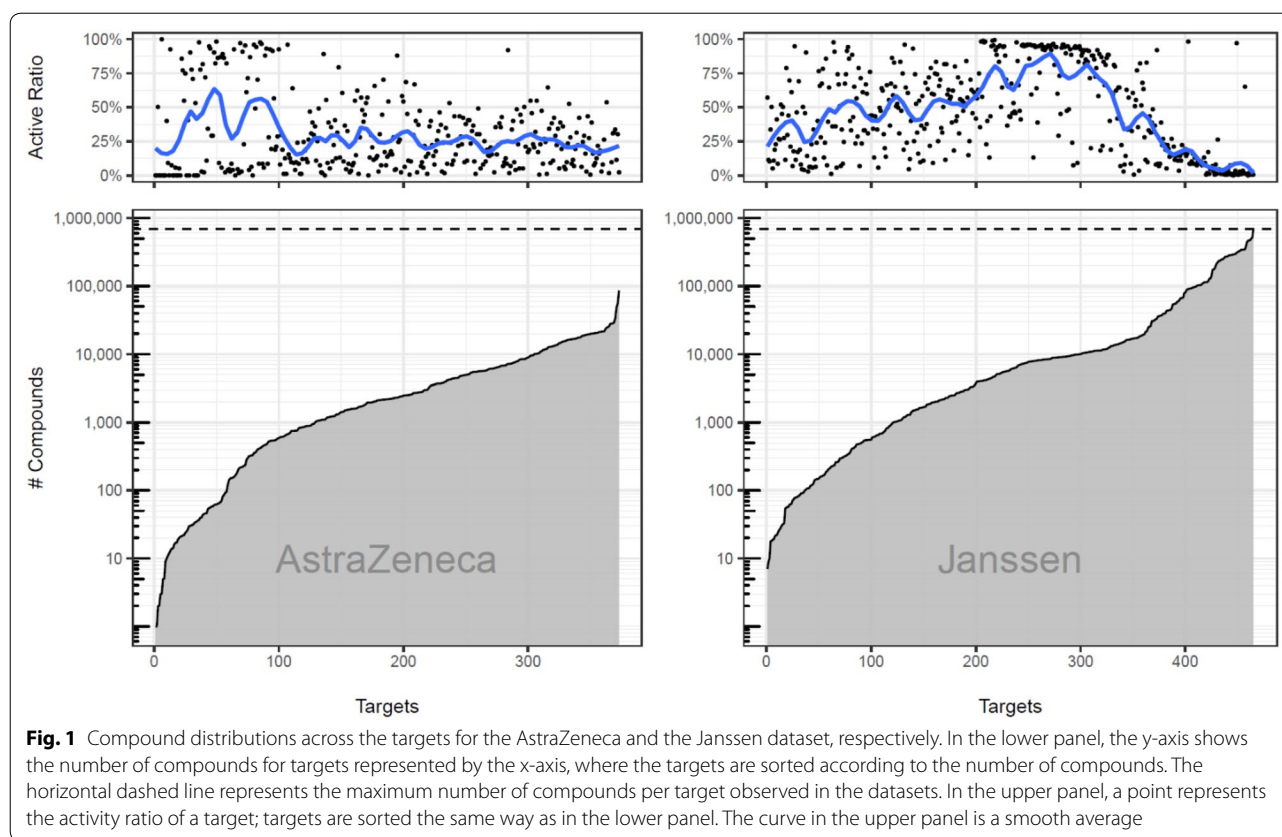 100%
75%
50%
25%
0%
Active Ratio
100%
75%
50%
25%
0%
1,000,000
100,000
10,000
1,000
100
10
# Compounds
AstraZeneca
0 100 200 300
Targets
1,000,000
100,000
10,000
1,000
100
10
Janssen
0 100 200 300 400
Targets
Fig. 1 Compound distributions across the targets for the AstraZeneca and the Janssen dataset, respectively. In the lower panel, the y-axis shows
the number of compounds for targets represented by the x-axis, where the targets are sorted according to the number of compounds. The
horizontal dashed line represents the maximum number of compounds per target observed in the datasets. In the upper panel, a point represents
the activity ratio of a target; targets are sorted the same way as in the lower panel. The curve in the upper panel is a smooth average